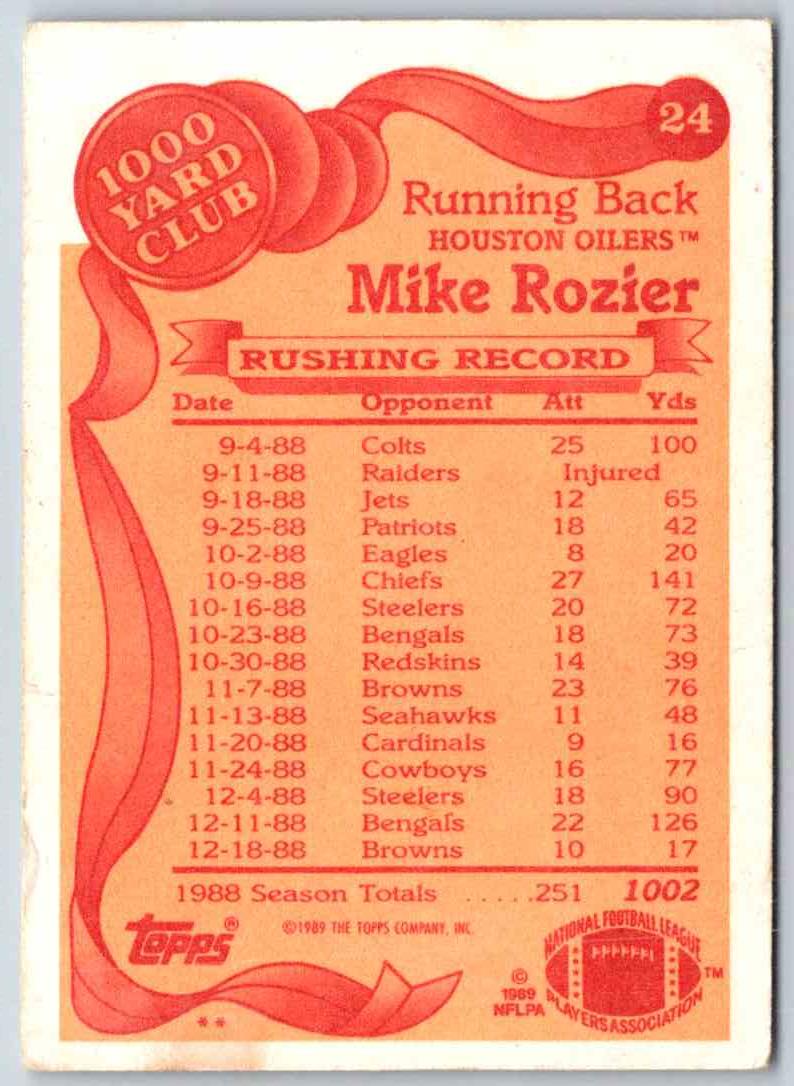 24
1000
YARD
CLUB
Running Back
HOUSTON OILERS™
Mike Rozier
RUSHING RECORD
Date Opponent Att Yds
9-4-88 Colts 25 100
9-11-88 Raiders Injured
9-18-88 Jets 12 65
9-25-88 Patriots 18 42
10-2-88 Eagles 8 20
10-9-88 Chiefs 27 141
10-16-88 Steelers 20 72
10-23-88 Bengals 18 73
10-30-88 Redskins 14 39
11-7-88 Browns 23 76
11-13-88 Seahawks 11 48
11-20-88 Cardinals 9 16
11-24-88 Cowboys 16 77
12-4-88 Steelers 18 90
12-11-88 Bengals 22 126
12-18-88 Browns 10 17
1988 Season Totals .....251 1002
topps®
©1989 THE TOPPS COMPANY, INC.
NATIONAL FOOTBALL LEAGUE
PLAYERS ASSOCIATION
™
©
1989
NFLPA
**